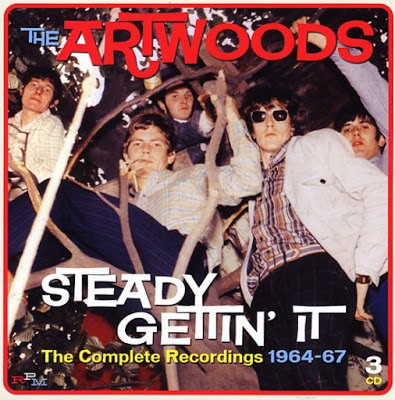 THE ARTWOODS
STEADY
GETTIN' IT
The Complete Recordings 1964-67
3
CD
RPM